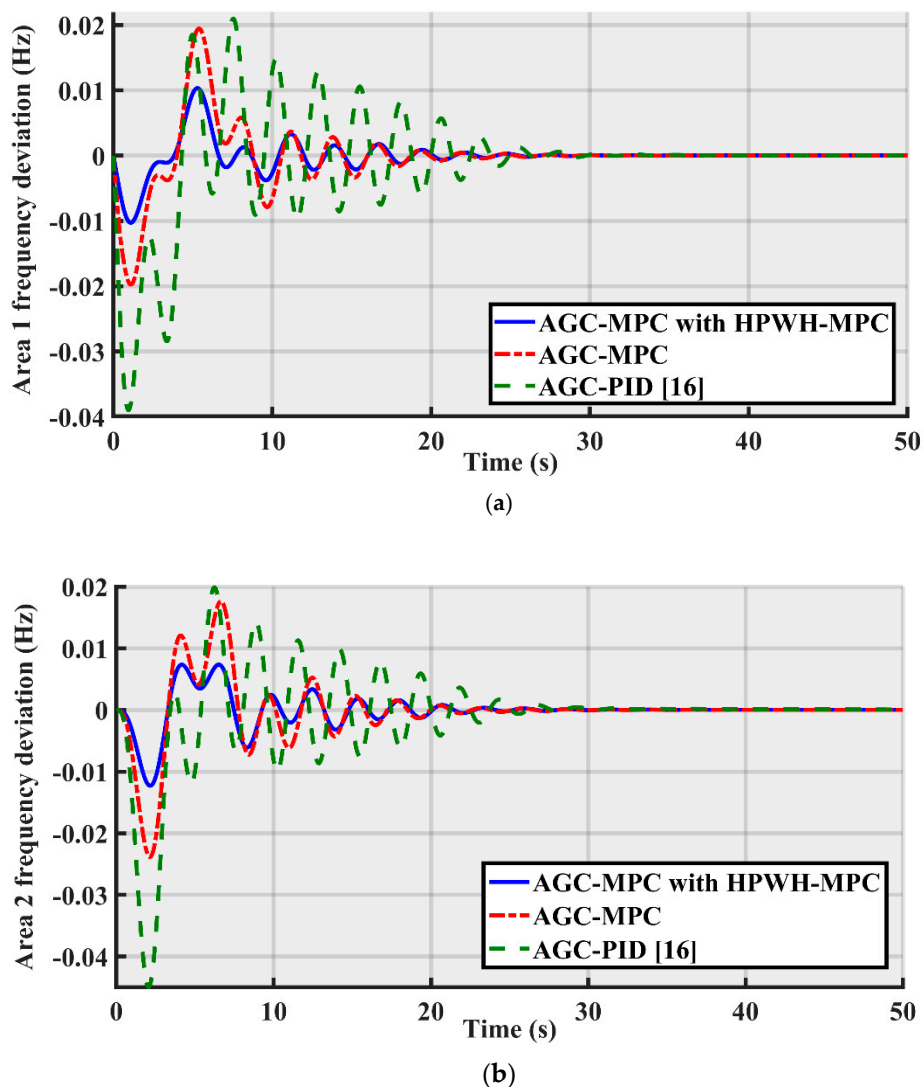 Area 1 frequency deviation (Hz)
0.02
0.01
0
-0.01
-0.02
-0.03
-0.04
AGC-MPC with HPWH-MPC
AGC-MPC
AGC-PID [16]
0 10 20 30 40 50
Time (s)
(a)
Area 2 frequency deviation (Hz)
0.02
0.01
0
-0.01
-0.02
-0.03
-0.04
AGC-MPC with HPWH-MPC
AGC-MPC
AGC-PID [16]
0 10 20 30 40 50
Time (s)
(b)